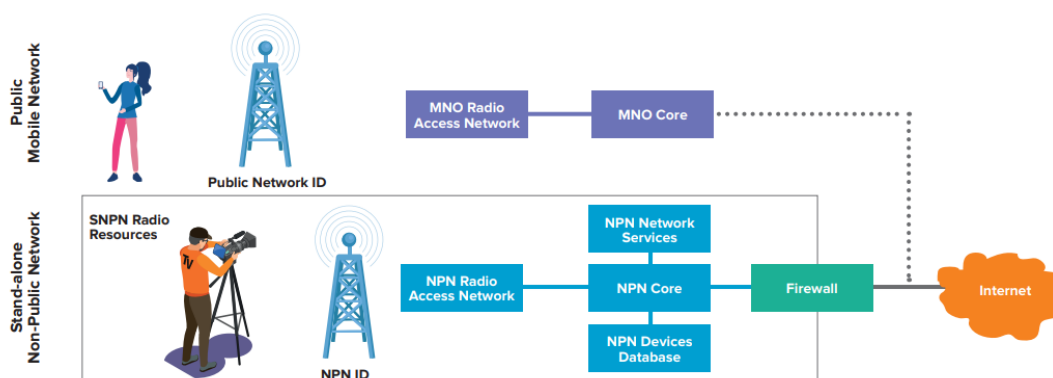 Public
Mobile Network
MNO Radio
Access Network
MNO Core
Public Network ID
Stand-alone
Non-Public Network
SNPN Radio
Resources
TV
NPN ID
NPN Radio
Access Network
NPN Network
Services
NPN Core
NPN Devices
Database
Firewall
Internet